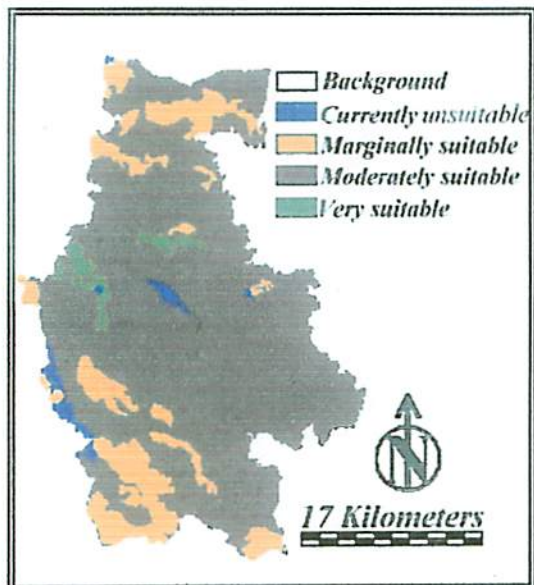 Background
Currently unsuitable
Marginally suitable
Moderately suitable
Very suitable
N
17 Kilometers